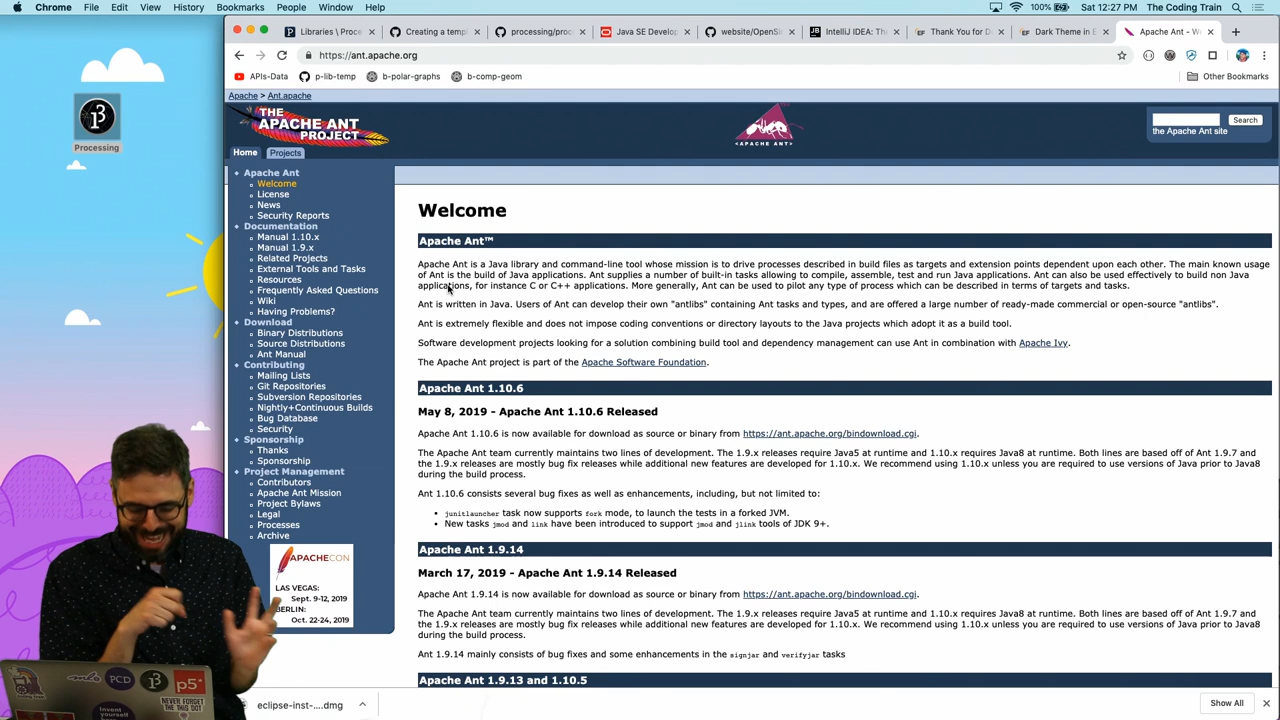 Chrome File Edit View History Bookmarks People Window Help
100% Sat 12:27 PM The Coding Train
Libraries \ Proce
Creating a templ
processing/proc
Java SE Develop
website/OpenSi
IntelliJ IDEA: Th
Thank You for D
Dark Theme in E
Apache Ant - W
https://ant.apache.org
APIs-Data p-lib-temp b-polar-graphs b-comp-geom Other Bookmarks
Apache > Ant.apache
THE APACHE ANT PROJECT
<APACHE ANT>
Search
the Apache Ant site
Home Projects
Processing
Apache Ant
Welcome
License
News
Security Reports
Documentation
Manual 1.10.x
Manual 1.9.x
Related Projects
External Tools and Tasks
Resources
Frequently Asked Questions
Wiki
Having Problems?
Download
Binary Distributions
Source Distributions
Ant Manual
Contributing
Mailing Lists
Git Repositories
Subversion Repositories
Nightly+Continuous Builds
Bug Database
Security
Sponsorship
Thanks
Sponsorship
Project Management
Contributors
Apache Ant Mission
Project Bylaws
Legal
Processes
Archive
APACHECON
LAS VEGAS:
Sept. 9-12, 2019
BERLIN:
Oct. 22-24, 2019
Welcome
Apache Ant™
Apache Ant is a Java library and command-line tool whose mission is to drive processes described in build files as targets and extension points dependent upon each other. The main known usage
of Ant is the build of Java applications. Ant supplies a number of built-in tasks allowing to compile, assemble, test and run Java applications. Ant can also be used effectively to build non Java
applications, for instance C or C++ applications. More generally, Ant can be used to pilot any type of process which can be described in terms of targets and tasks.
Ant is written in Java. Users of Ant can develop their own "antlibs" containing Ant tasks and types, and are offered a large number of ready-made commercial or open-source "antlibs".
Ant is extremely flexible and does not impose coding conventions or directory layouts to the Java projects which adopt it as a build tool.
Software development projects looking for a solution combining build tool and dependency management can use Ant in combination with Apache Ivy.
The Apache Ant project is part of the Apache Software Foundation.
Apache Ant 1.10.6
May 8, 2019 - Apache Ant 1.10.6 Released
Apache Ant 1.10.6 is now available for download as source or binary from https://ant.apache.org/bindownload.cgi.
The Apache Ant team currently maintains two lines of development. The 1.9.x releases require Java5 at runtime and 1.10.x requires Java8 at runtime. Both lines are based off of Ant 1.9.7 and
the 1.9.x releases are mostly bug fix releases while additional new features are developed for 1.10.x. We recommend using 1.10.x unless you are required to use versions of Java prior to Java8
during the build process.
Ant 1.10.6 consists several bug fixes as well as enhancements, including, but not limited to:
junitlauncher task now supports fork mode, to launch the tests in a forked JVM.
New tasks jmod and link have been introduced to support jmod and jlink tools of JDK 9+.
Apache Ant 1.9.14
March 17, 2019 - Apache Ant 1.9.14 Released
Apache Ant 1.9.14 is now available for download as source or binary from https://ant.apache.org/bindownload.cgi.
The Apache Ant team currently maintains two lines of development. The 1.9.x releases require Java5 at runtime and 1.10.x requires Java8 at runtime. Both lines are based off of Ant 1.9.7 and
the 1.9.x releases are mostly bug fix releases while additional new features are developed for 1.10.x. We recommend using 1.10.x unless you are required to use versions of Java prior to Java8
during the build process.
Ant 1.9.14 mainly consists of bug fixes and some enhancements in the signjar and verifyjar tasks
Apache Ant 1.9.13 and 1.10.5
PCD
p5*
NEVER FORGET
THE THIS DOT
Invent
yourself
eclipse-inst-....dmg
Show All